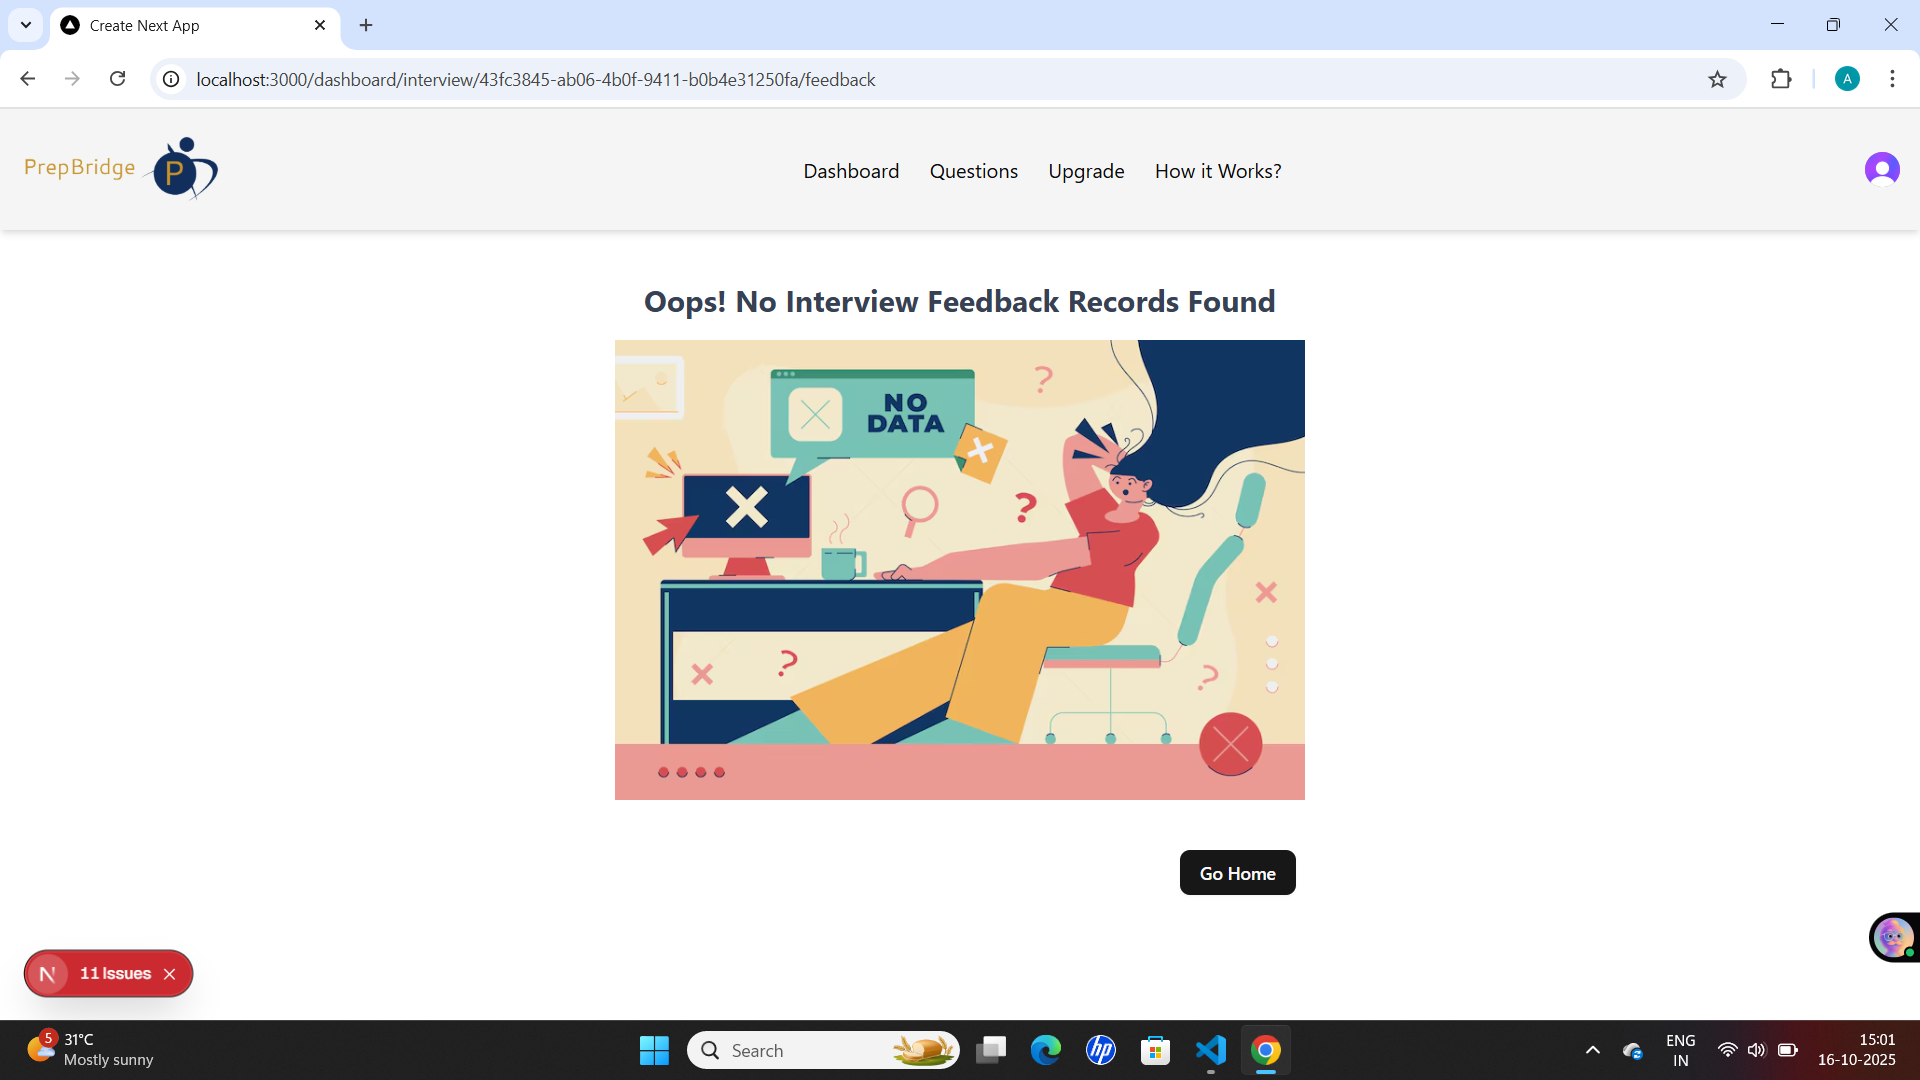 Create Next App
localhost:3000/dashboard/interview/43fc3845-ab06-4b0f-9411-b0b4e31250fa/feedback
A
PrepBridge P
Dashboard Questions Upgrade How it Works?
Oops! No Interview Feedback Records Found
NO
DATA
?
?
?
?
Go Home
N 11 Issues
5 31°C
Mostly sunny
Search
hp
ENG
IN
15:01
16-10-2025